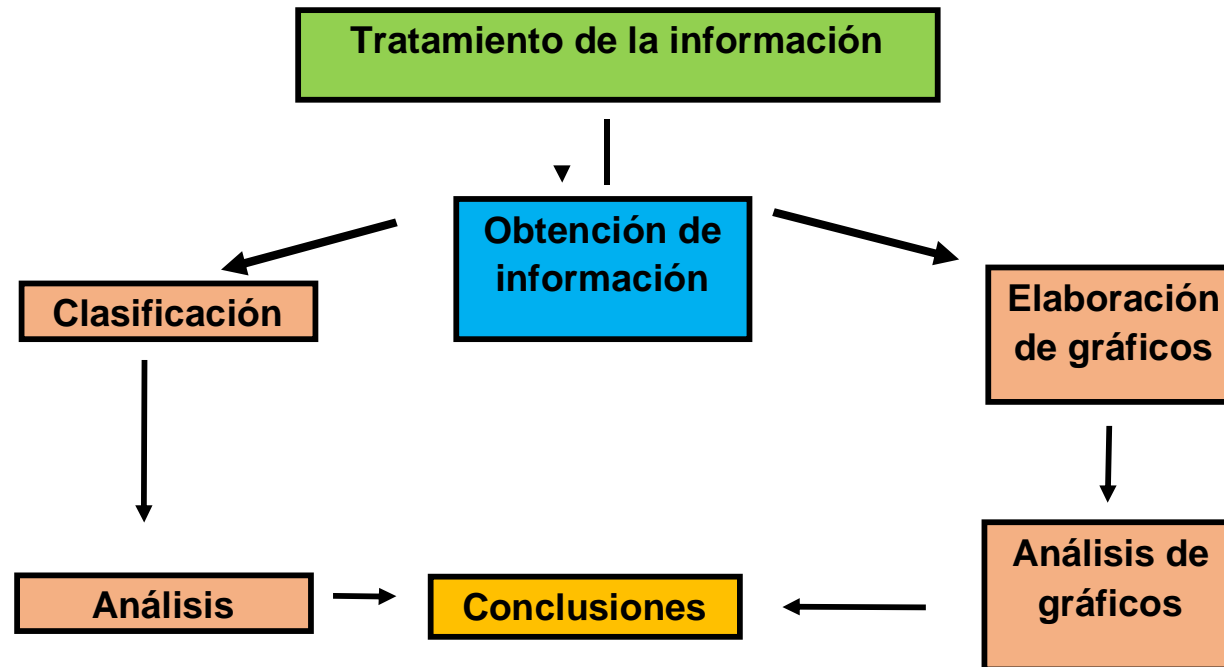 Tratamiento de la información
Obtención de
información
Clasificación
Elaboración
de gráficos
Análisis
Conclusiones
Análisis de
gráficos